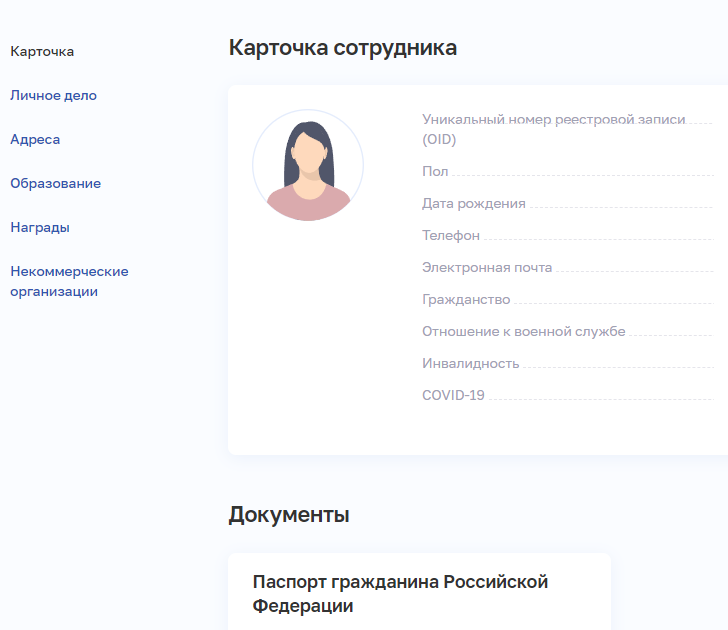 Карточка
Личное дело
Адреса
Образование
Награды
Некоммерческие
организации
Карточка сотрудника
Уникальный номер реестровой записи
(OID)
Пол
Дата рождения
Телефон
Электронная почта
Гражданство
Отношение к военной службе
Инвалидность
COVID-19
Документы
Паспорт гражданина Российской
Федерации